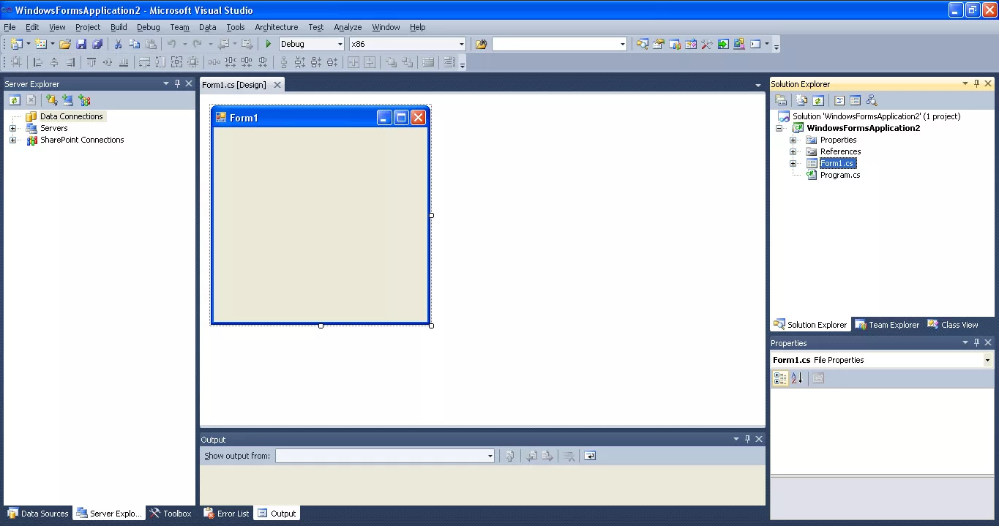 WindowsFormsApplication2 - Microsoft Visual Studio
File Edit View Project Build Debug Team Data Tools Architecture Test Analyze Window Help
Debug x86
Server Explorer
Data Connections
Servers
SharePoint Connections
Form1.cs [Design]
Form1
Solution Explorer
Solution 'WindowsFormsApplication2' (1 project)
WindowsFormsApplication2
Properties
References
Form1.cs
Program.cs
Solution Explorer Team Explorer Class View
Properties
Form1.cs File Properties
Output
Show output from:
Data Sources Server Explo... Toolbox Error List Output